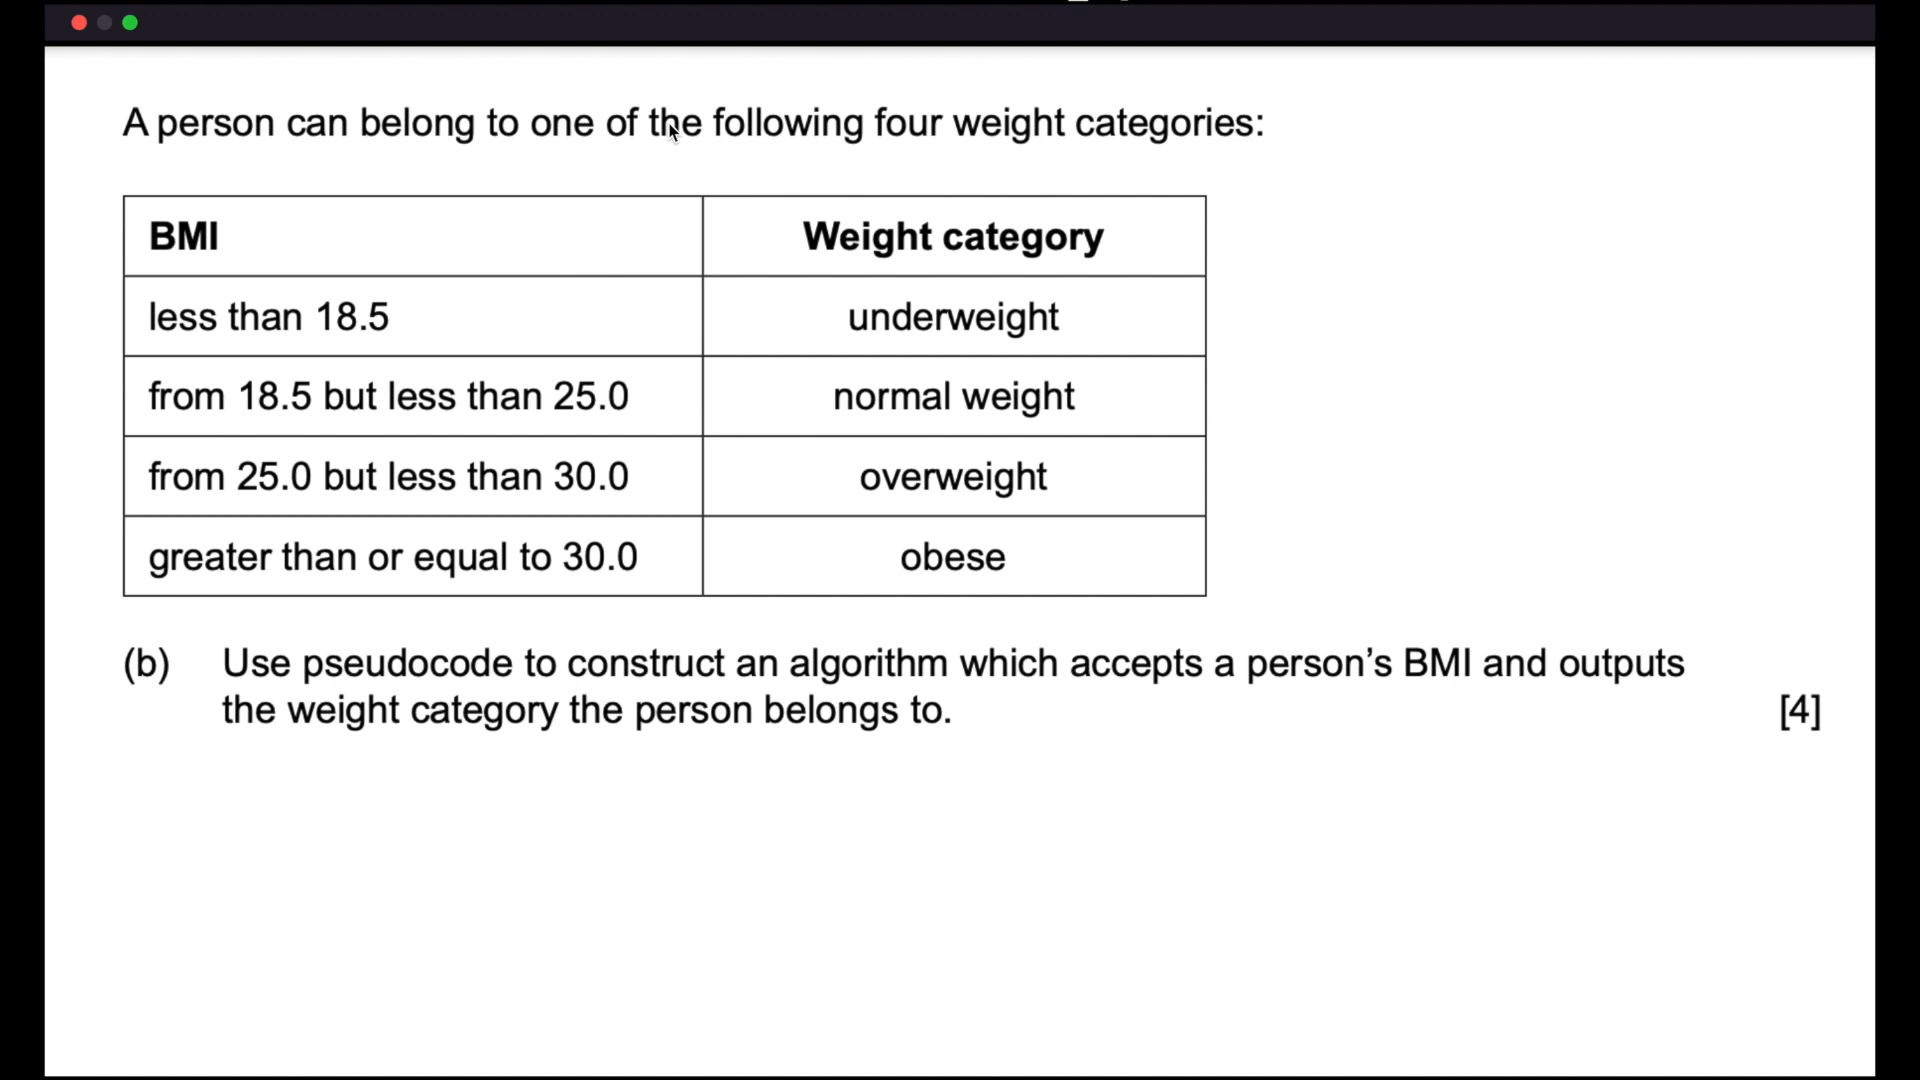 A person can belong to one of the following four weight categories:
BMI Weight category
less than 18.5 underweight
from 18.5 but less than 25.0 normal weight
from 25.0 but less than 30.0 overweight
greater than or equal to 30.0 obese
(b) Use pseudocode to construct an algorithm which accepts a person’s BMI and outputs
the weight category the person belongs to. [4]